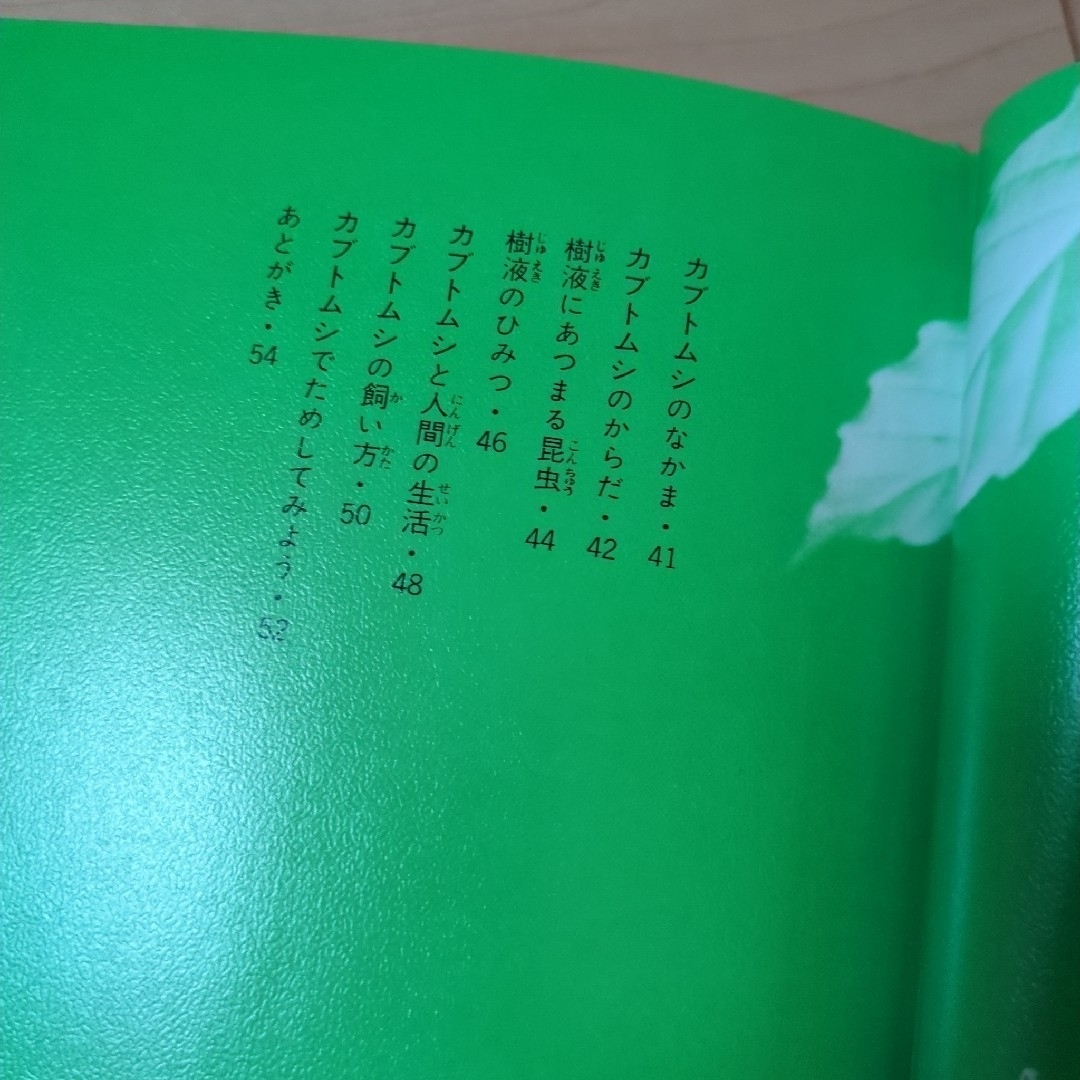 カブトムシのなかま・41
カブトムシのからだ・42
樹液にあつまる昆虫・44
樹液のひみつ・46
カブトムシと人間の生活・48
カブトムシの飼い方・50
カブトムシでためしてみよう・52
あとがき・54